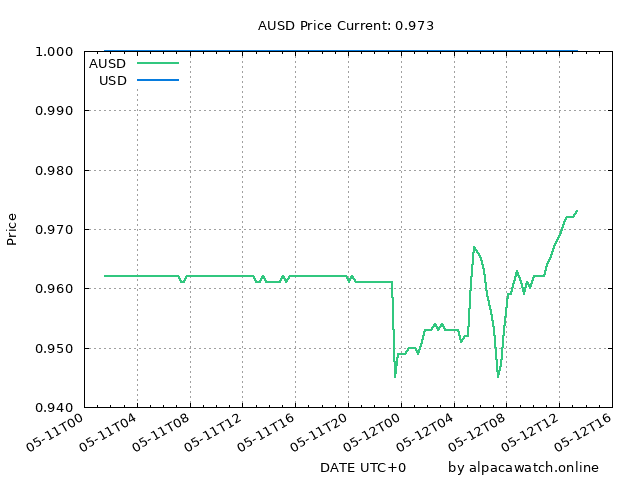 AUSD Price Current: 0.973
1.000
AUSD
USD
0.990
0.980
0.970
Price
0.960
0.950
0.940
05-11T00 05-11T04 05-11T08 05-11T12 05-11T16 05-11T20 05-12T00 05-12T04 05-12T08 05-12T12 05-12T16
DATE UTC+0 by alpacawatch.online